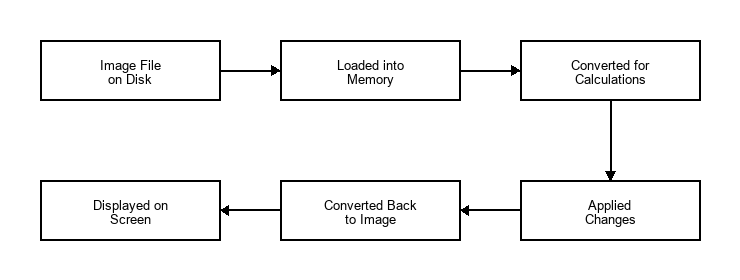 Image File
on Disk
Loaded into
Memory
Converted for
Calculations
Applied
Changes
Converted Back
to Image
Displayed on
Screen